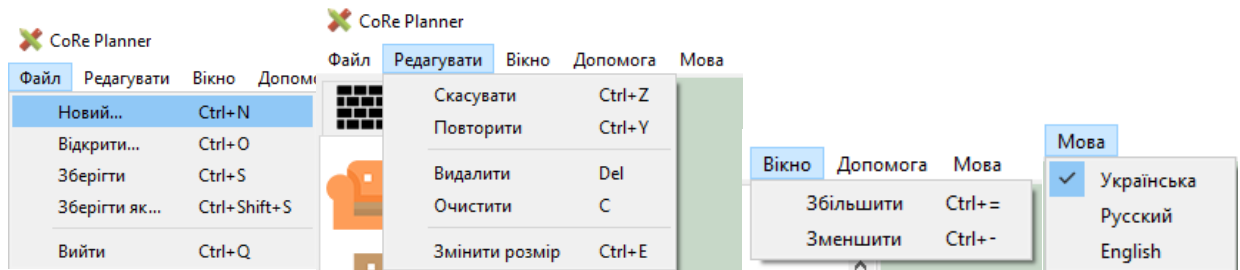 CoRe Planner
Файл Редагувати Вікно Допом
Новий... Ctrl+N
Відкрити... Ctrl+O
Зберігти Ctrl+S
Зберігти як... Ctrl+Shift+S
Вийти Ctrl+Q
CoRe Planner
Файл Редагувати Вікно Допомога Мова
Скасувати Ctrl+Z
Повторити Ctrl+Y
Видалити Del
Очистити C
Змінити розмір Ctrl+E
Вікно Допомога Мова
Збільшити Ctrl+=
Зменшити Ctrl+-
Мова
Українська
Русский
English